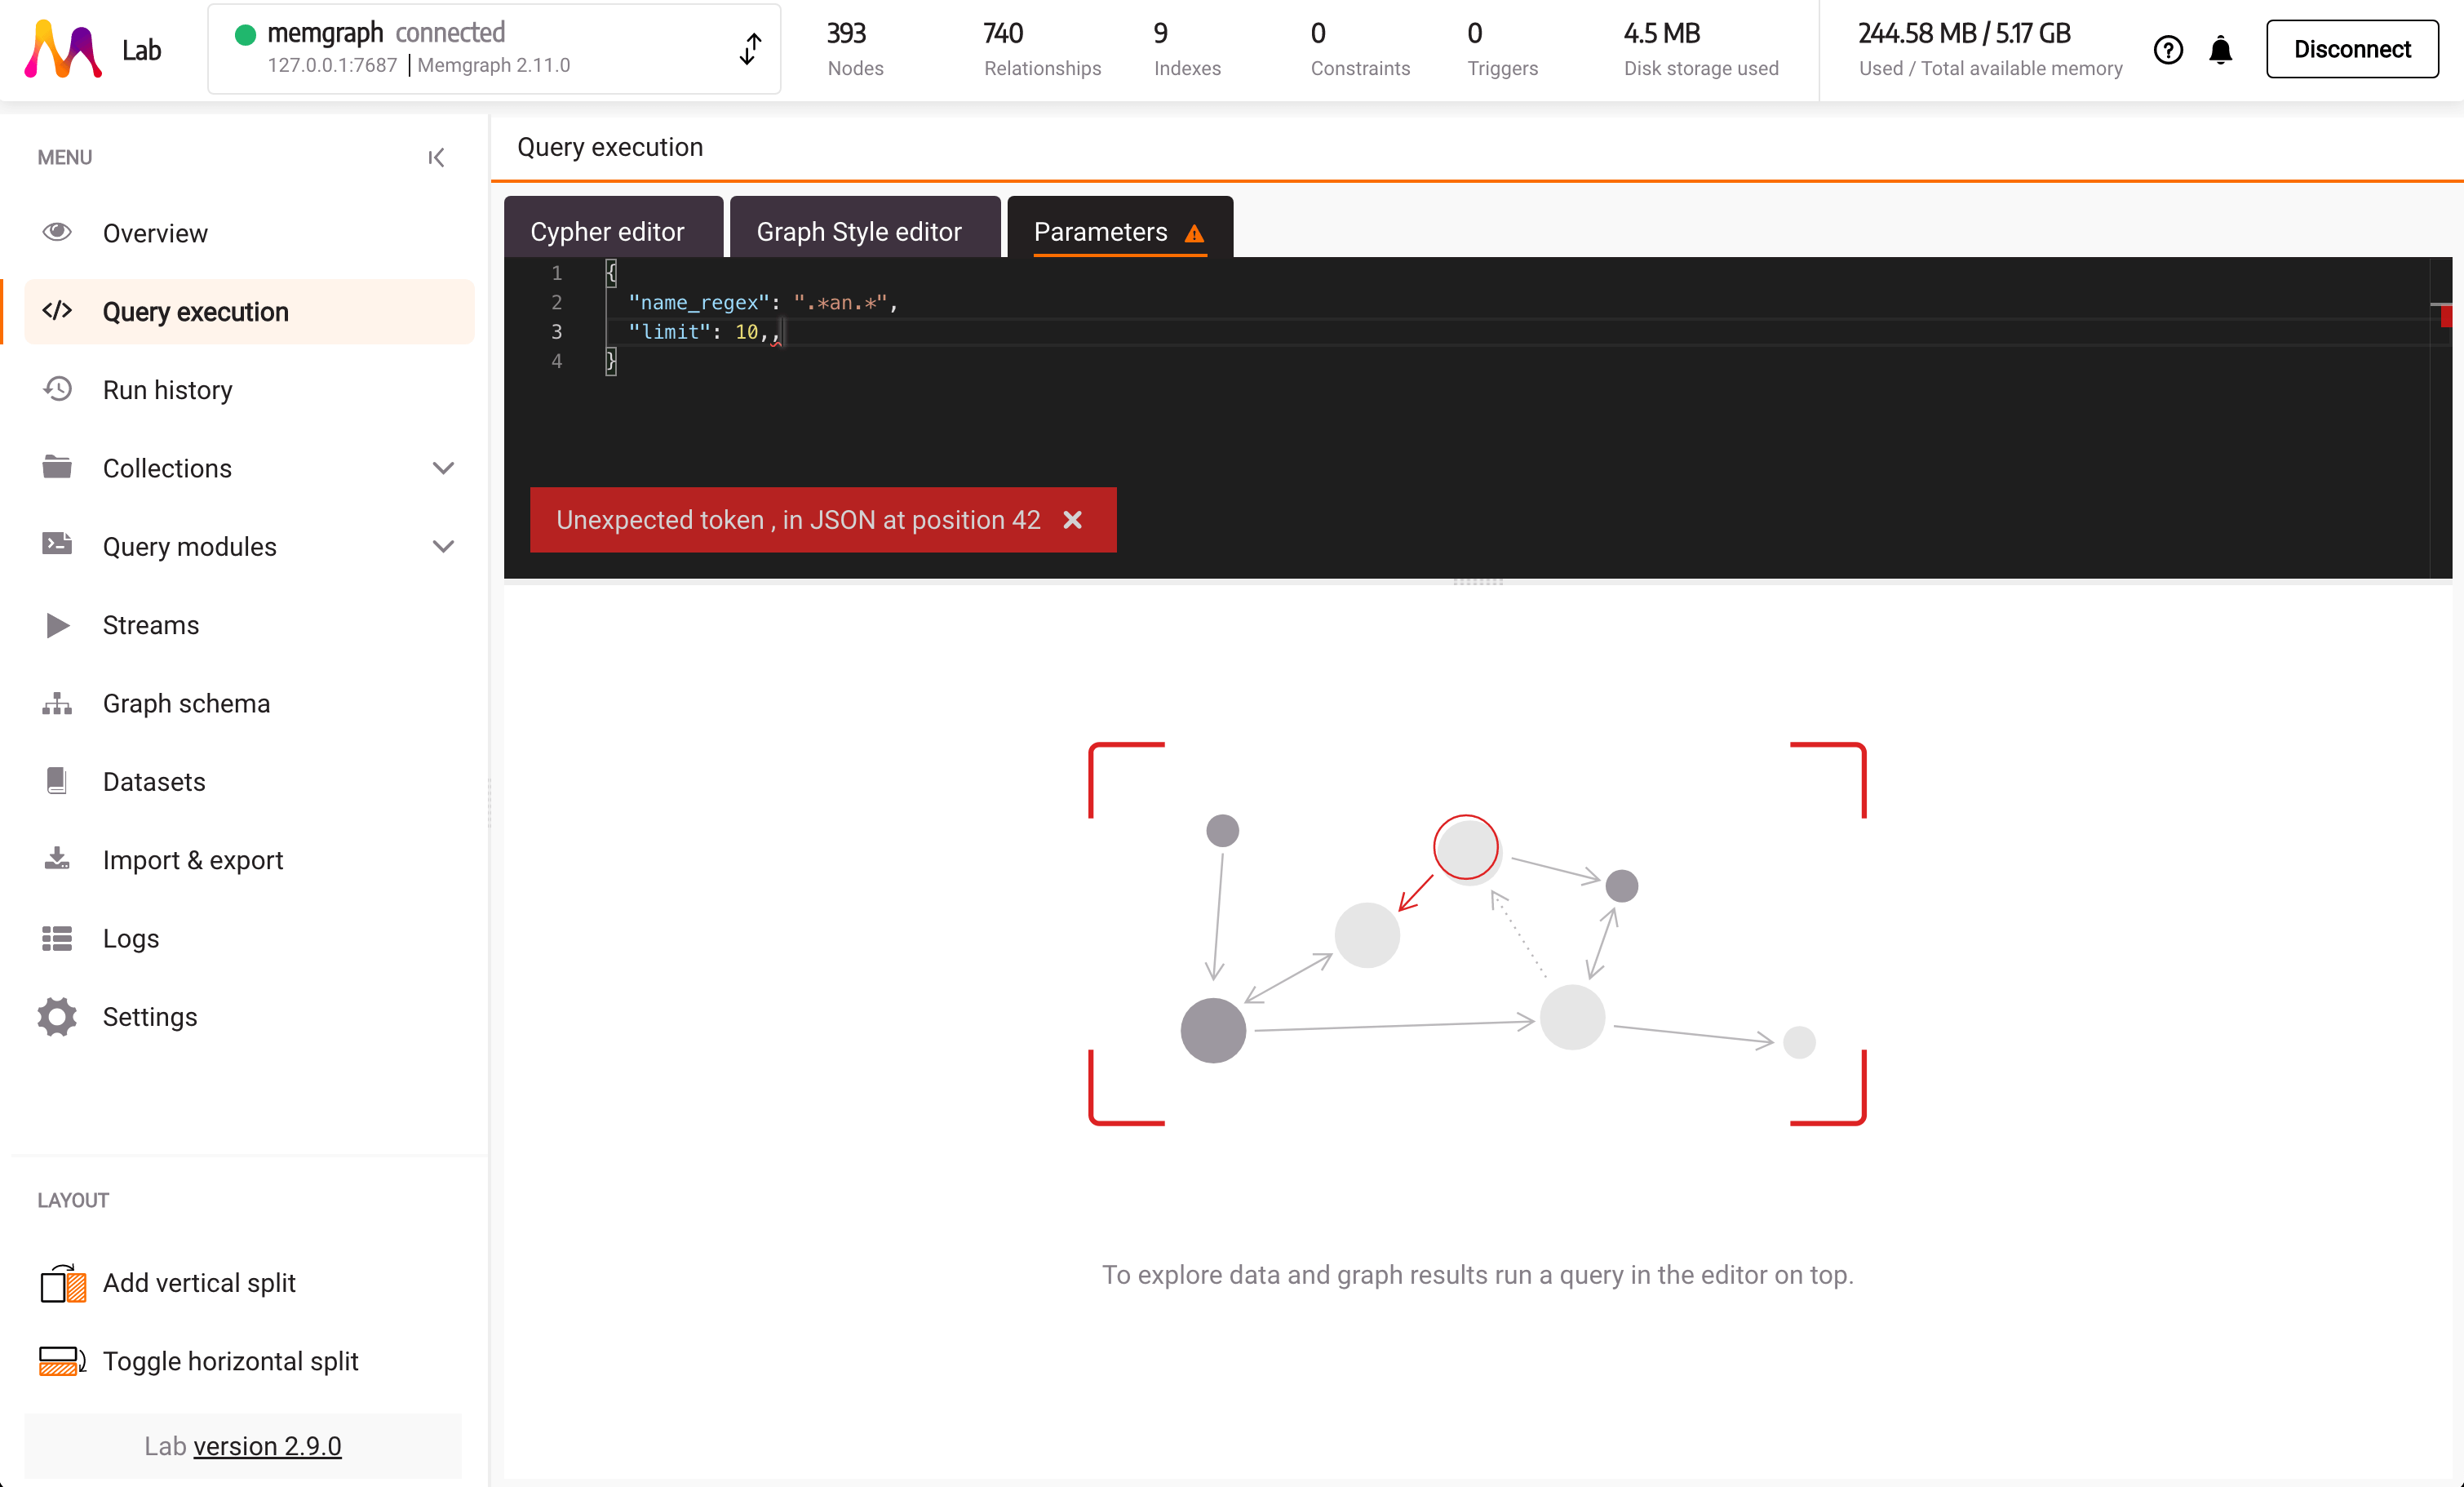 Lab
memgraph connected
127.0.0.1:7687 | Memgraph 2.11.0
393
Nodes
740
Relationships
9
Indexes
0
Constraints
0
Triggers
4.5 MB
Disk storage used
244.58 MB / 5.17 GB
Used / Total available memory
Disconnect
MENU
Overview
Query execution
Run history
Collections
Query modules
Streams
Graph schema
Datasets
Import & export
Logs
Settings
LAYOUT
Add vertical split
Toggle horizontal split
Lab version 2.9.0
Query execution
Cypher editor
Graph Style editor
Parameters
1 {
2 "name_regex": ".*an.*",
3 "limit": 10,,
4 }
Unexpected token , in JSON at position 42
To explore data and graph results run a query in the editor on top.